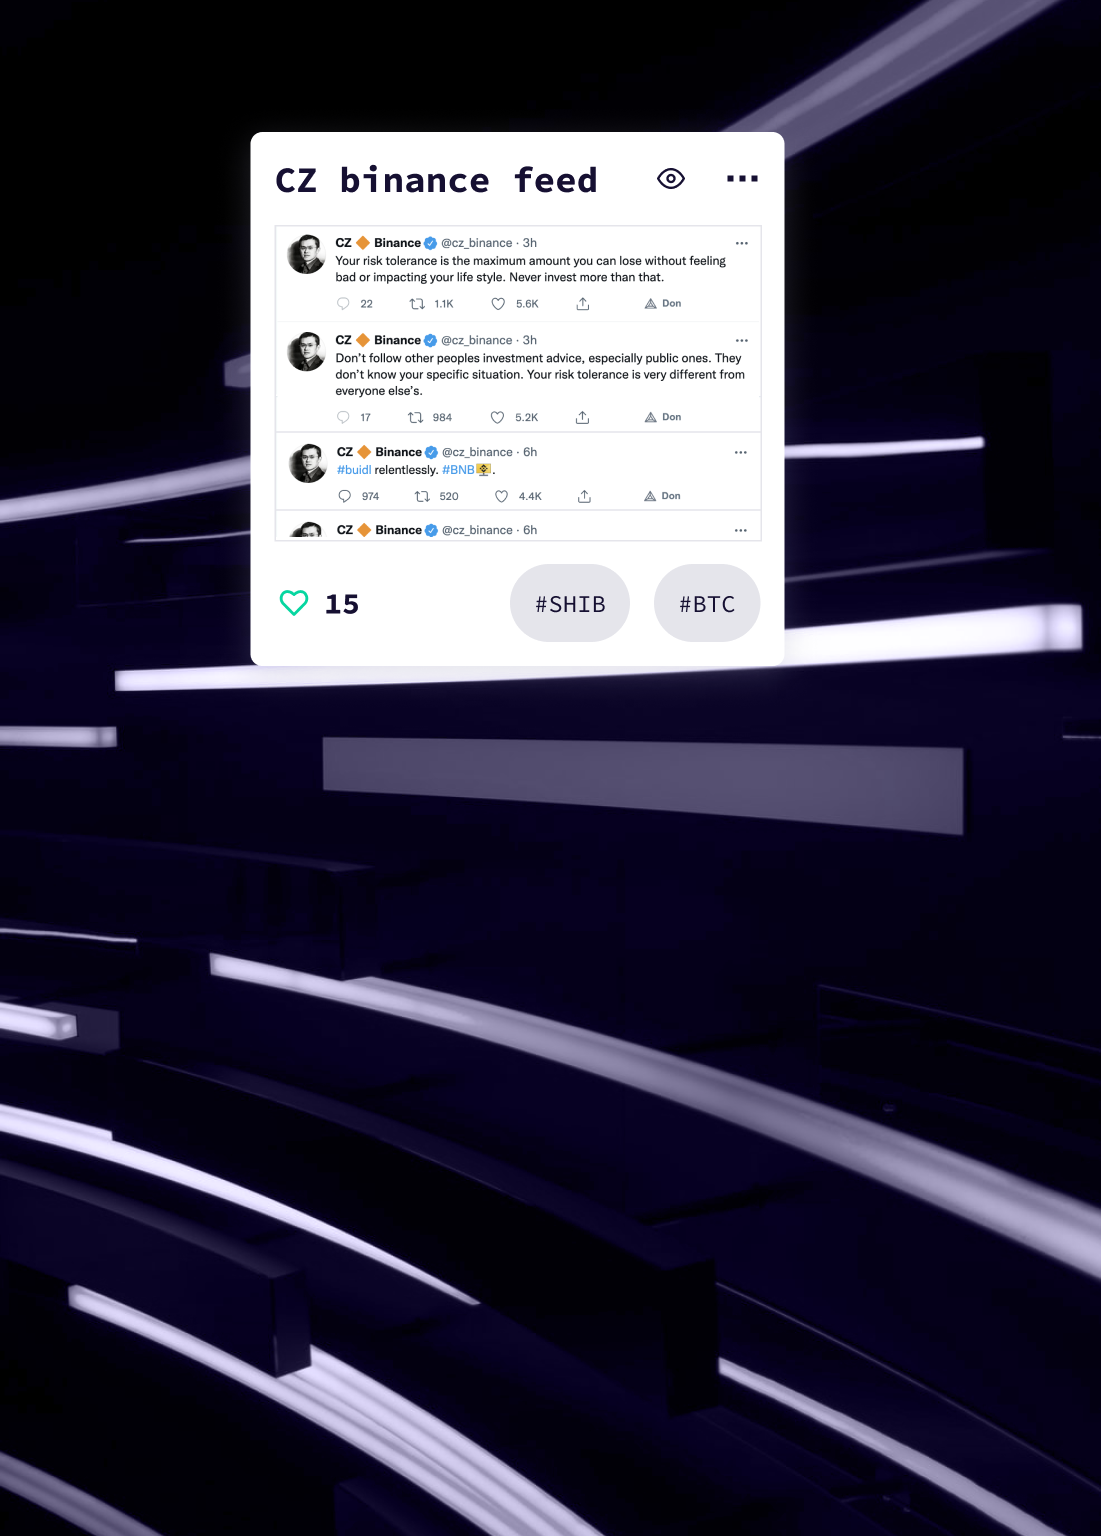 CZ binance feed
CZ 🔶 Binance @cz_binance · 3h
Your risk tolerance is the maximum amount you can lose without feeling
bad or impacting your life style. Never invest more than that.
22 1.1K 5.6K Don
CZ 🔶 Binance @cz_binance · 3h
Don’t follow other peoples investment advice, especially public ones. They
don’t know your specific situation. Your risk tolerance is very different from
everyone else’s.
17 984 5.2K Don
CZ 🔶 Binance @cz_binance · 6h
#buidl relentlessly. #BNB.
974 520 4.4K Don
CZ 🔶 Binance @cz_binance · 6h
15 #SHIB #BTC